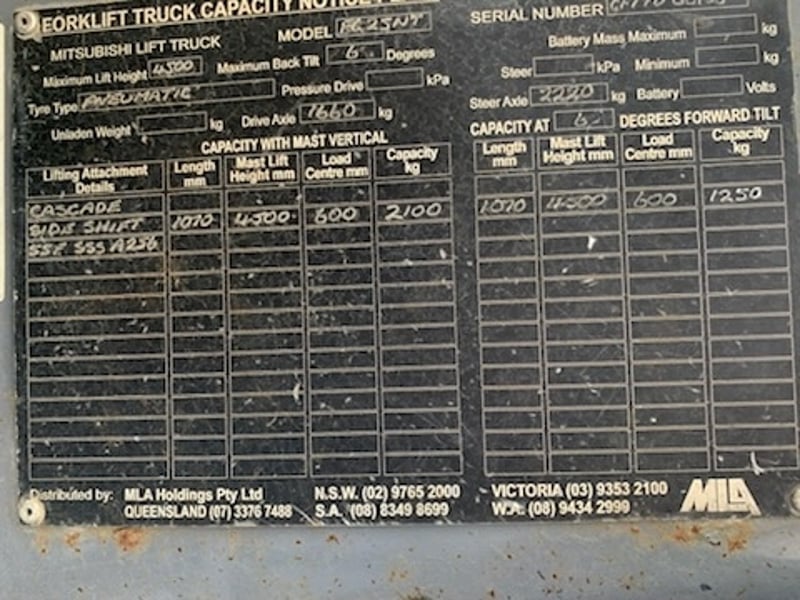 FORKLIFT TRUCK CAPACITY
MITSUBISHI LIFT TRUCK MODEL FG25NT
SERIAL NUMBER
Maximum Lift Height 4500 Maximum Back Tilt 6 Degrees
Battery Mass Maximum kg
Tyre Type PNEUMATIC Pressure Drive kPa
Steer kPa Minimum kg
Unladen Weight kg Drive Axle 1660 kg
Steer Axle 2220 kg Battery Volts
CAPACITY WITH MAST VERTICAL
CAPACITY AT 6 DEGREES FORWARD TILT
Lifting Attachment Details Length mm Mast Lift Height mm Load Centre mm Capacity kg
Length mm Mast Lift Height mm Load Centre mm Capacity kg
CASCADE
SIDE SHIFT 1070 4500 600 2100 1070 4500 600 1250
Distributed by: MLA Holdings Pty Ltd N.S.W. (02) 9765 2000 VICTORIA (03) 9353 2100 MLA
QUEENSLAND (07) 3376 7488 S.A. (08) 8349 8699 W.A. (08) 9434 2999